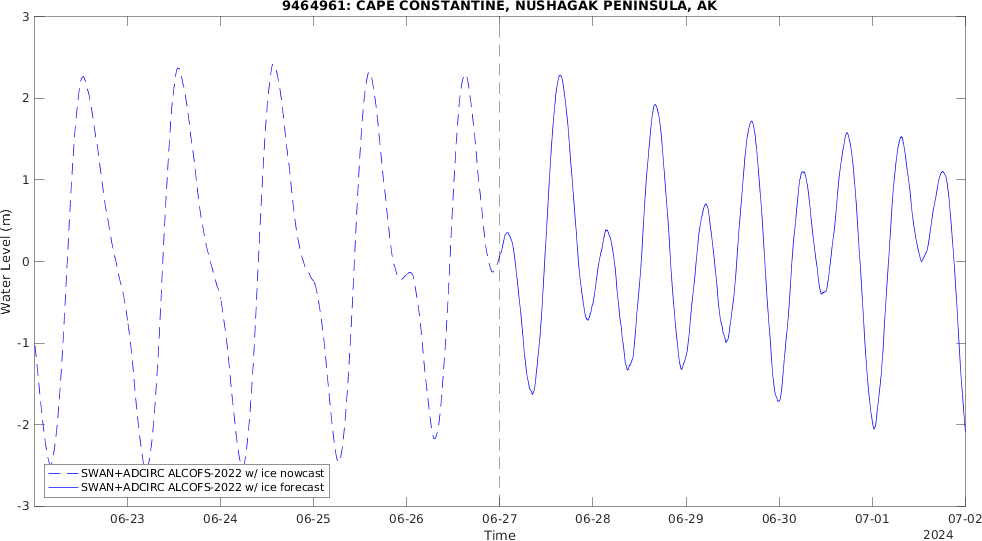 9464961: CAPE CONSTANTINE, NUSHAGAK PENINSULA, AK
Water Level (m)
3
2
1
0
-1
-2
-3
SWAN+ADCIRC ALCOFS-2022 w/ ice nowcast
SWAN+ADCIRC ALCOFS-2022 w/ ice forecast
06-23 06-24 06-25 06-26 06-27 06-28 06-29 06-30 07-01 07-02
Time
2024